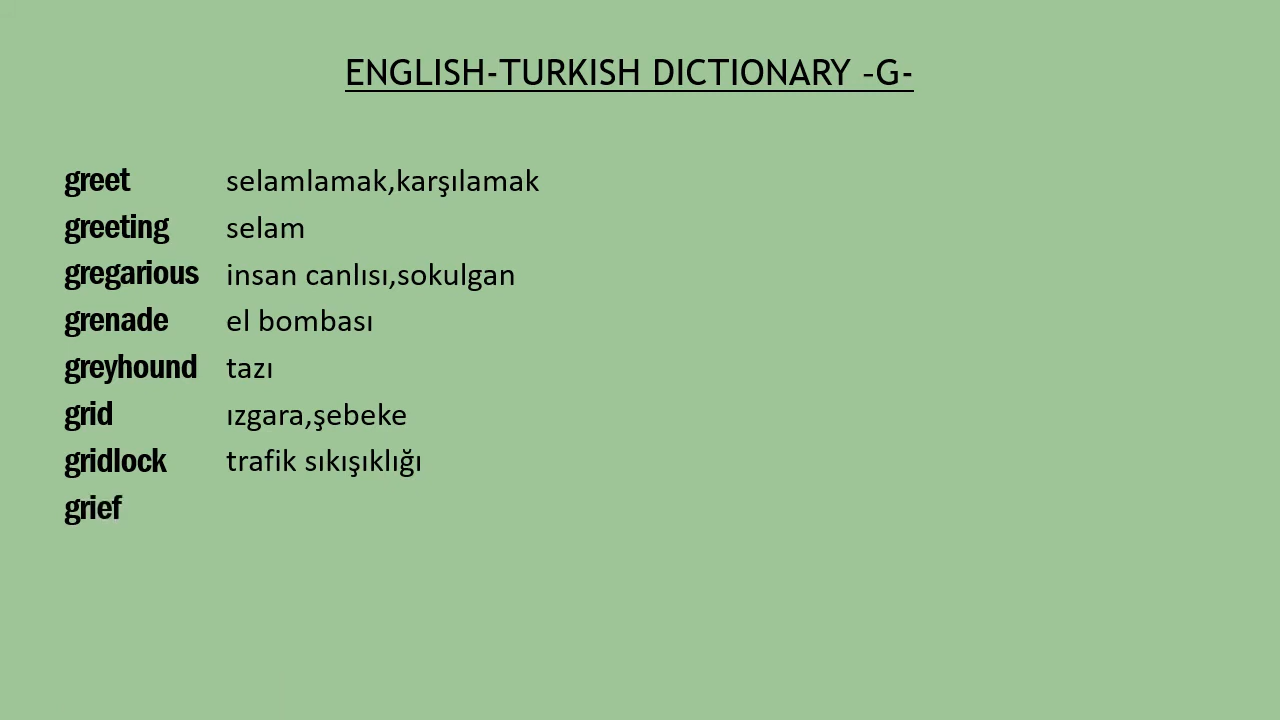 ENGLISH-TURKISH DICTIONARY –G-
greet selamlamak,karşılamak
greeting selam
gregarious insan canlısı,sokulgan
grenade el bombası
greyhound tazı
grid ızgara,şebeke
gridlock trafik sıkışıklığı
grief